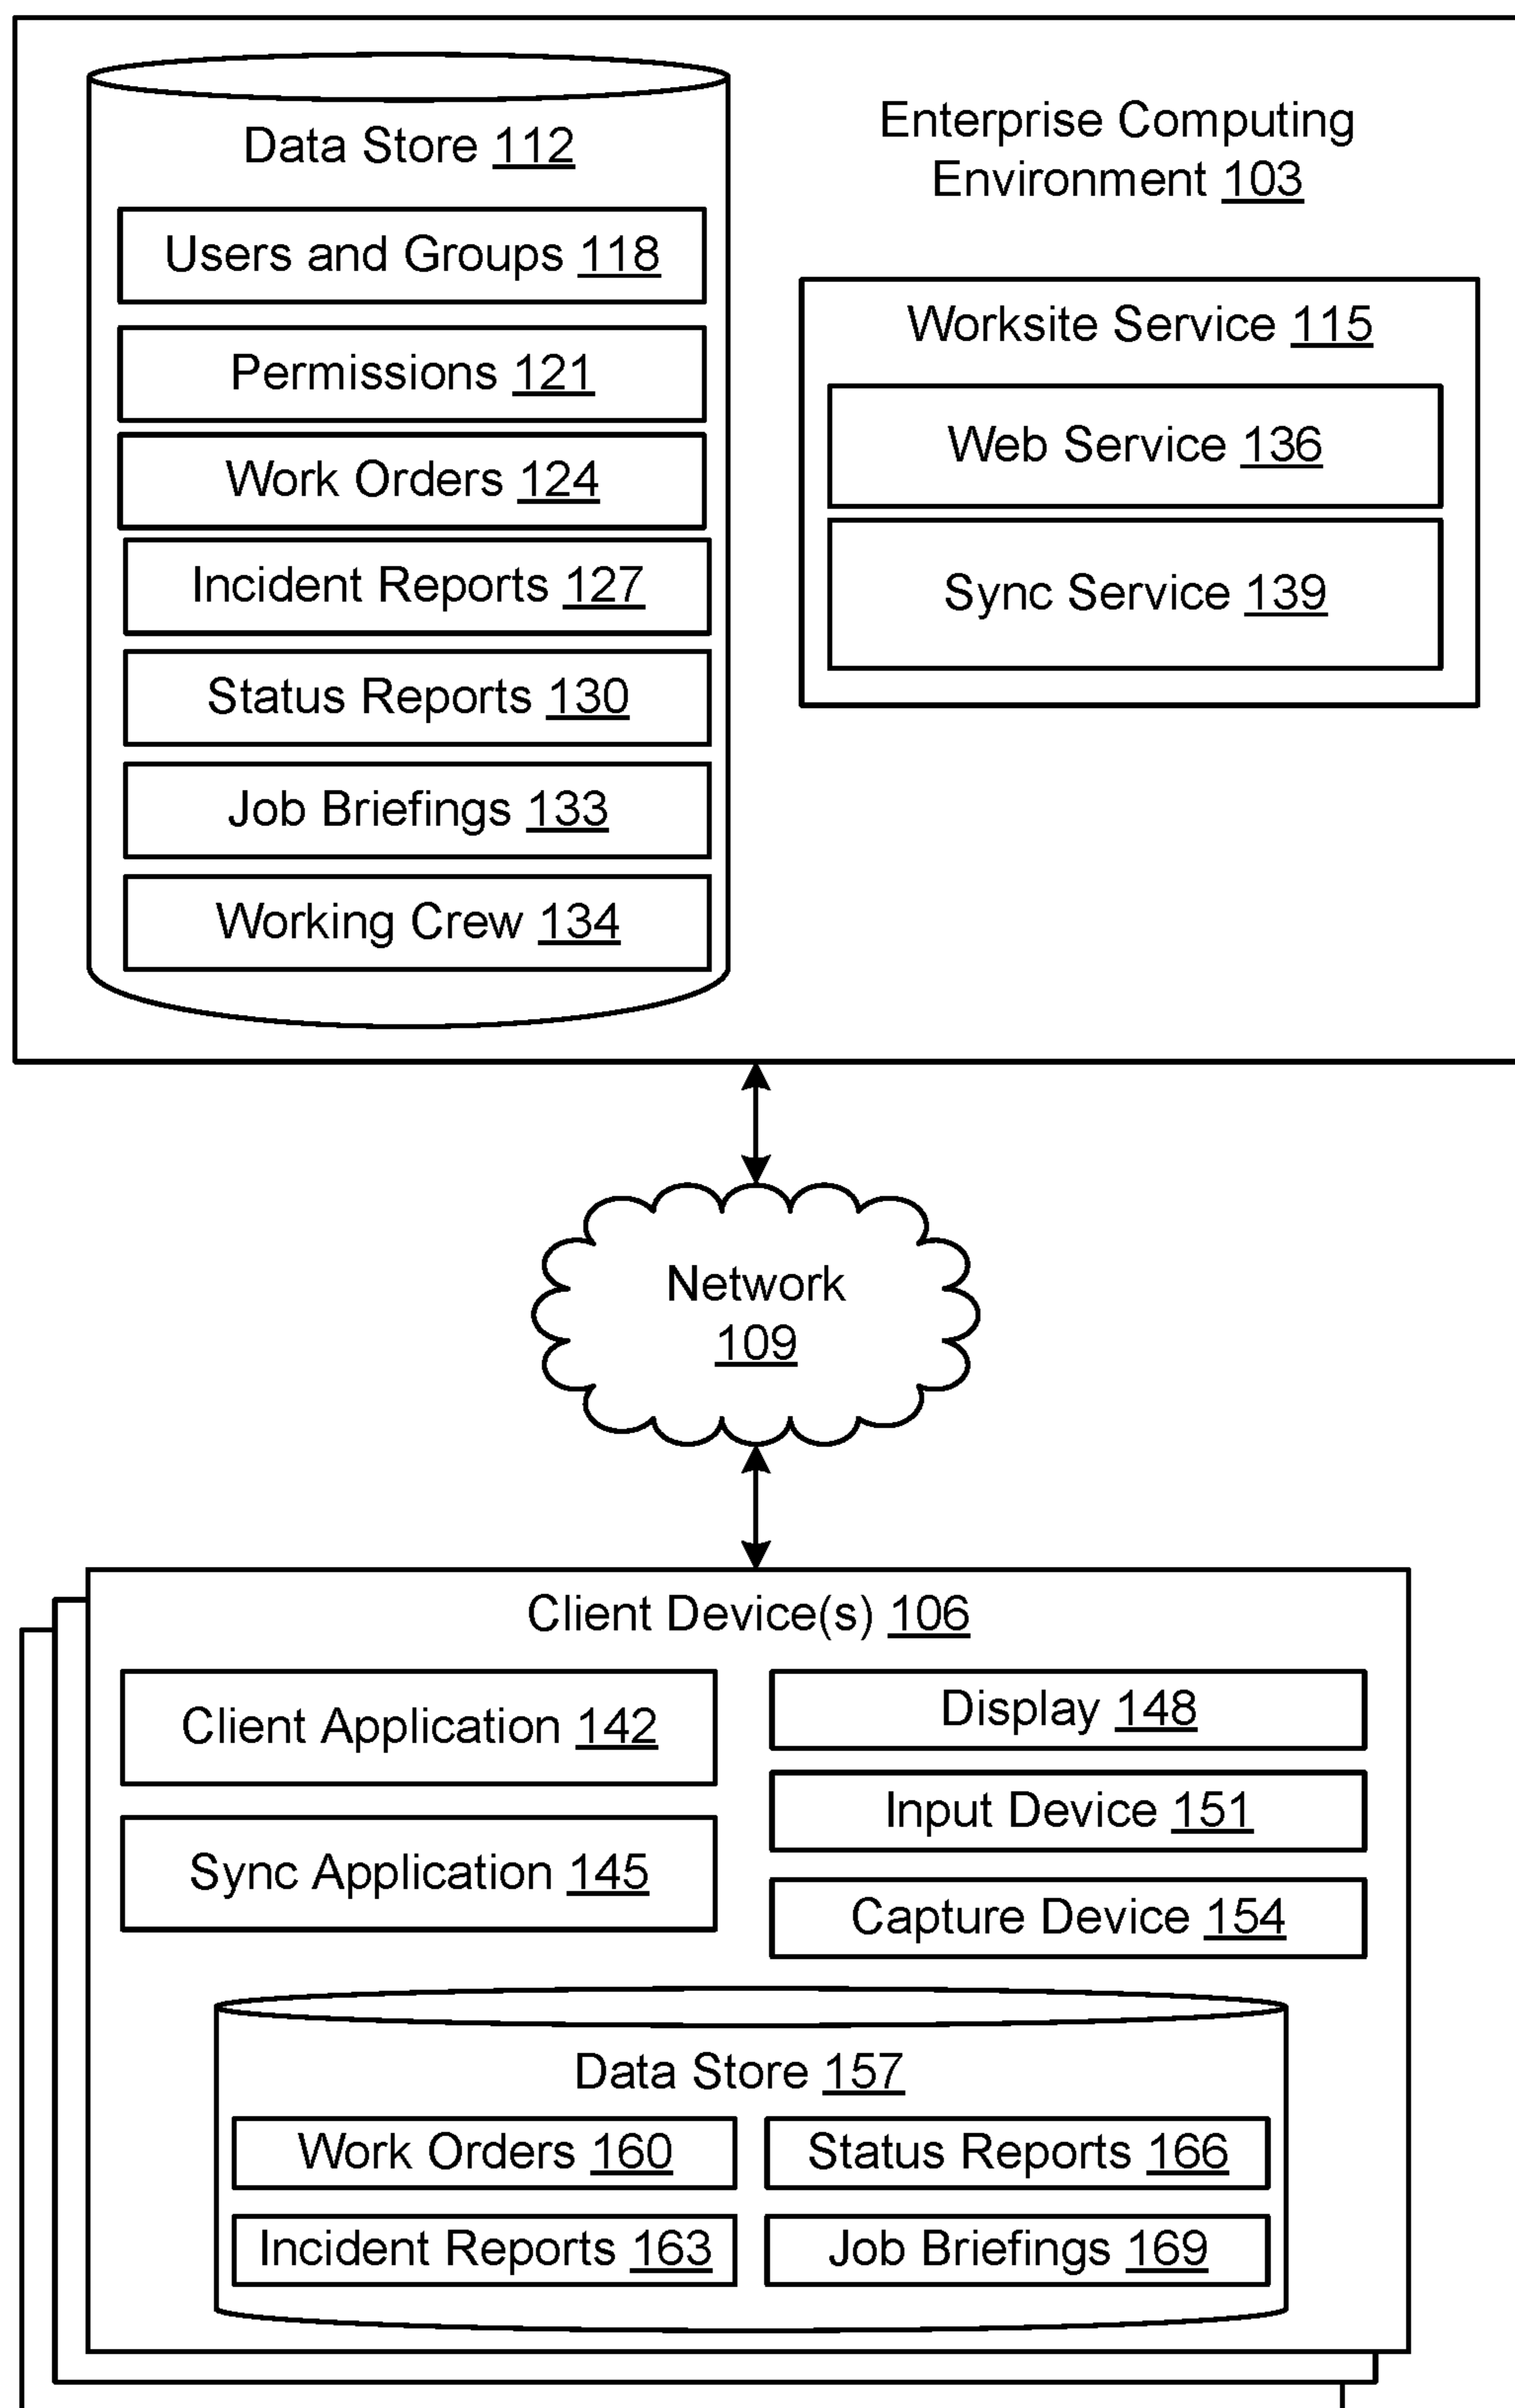 Data Store 112
Users and Groups 118
Permissions 121
Work Orders 124
Incident Reports 127
Status Reports 130
Job Briefings 133
Working Crew 134
Enterprise Computing
Environment 103
Worksite Service 115
Web Service 136
Sync Service 139
Network
109
Client Device(s) 106
Client Application 142
Sync Application 145
Display 148
Input Device 151
Capture Device 154
Data Store 157
Work Orders 160
Status Reports 166
Incident Reports 163
Job Briefings 169